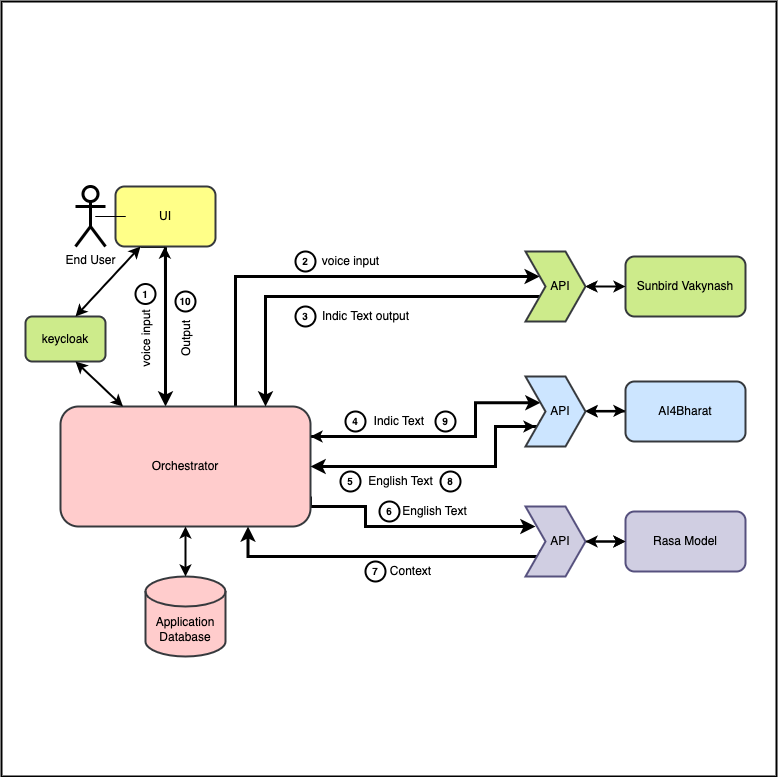 UI
End User
1
voice input
10
Output
keycloak
2 voice input
3 Indic Text output
API
Sunbird Vakynash
4 Indic Text 9
API
AI4Bharat
Orchestrator
5 English Text 8
6 English Text
API
Rasa Model
7 Context
Application
Database